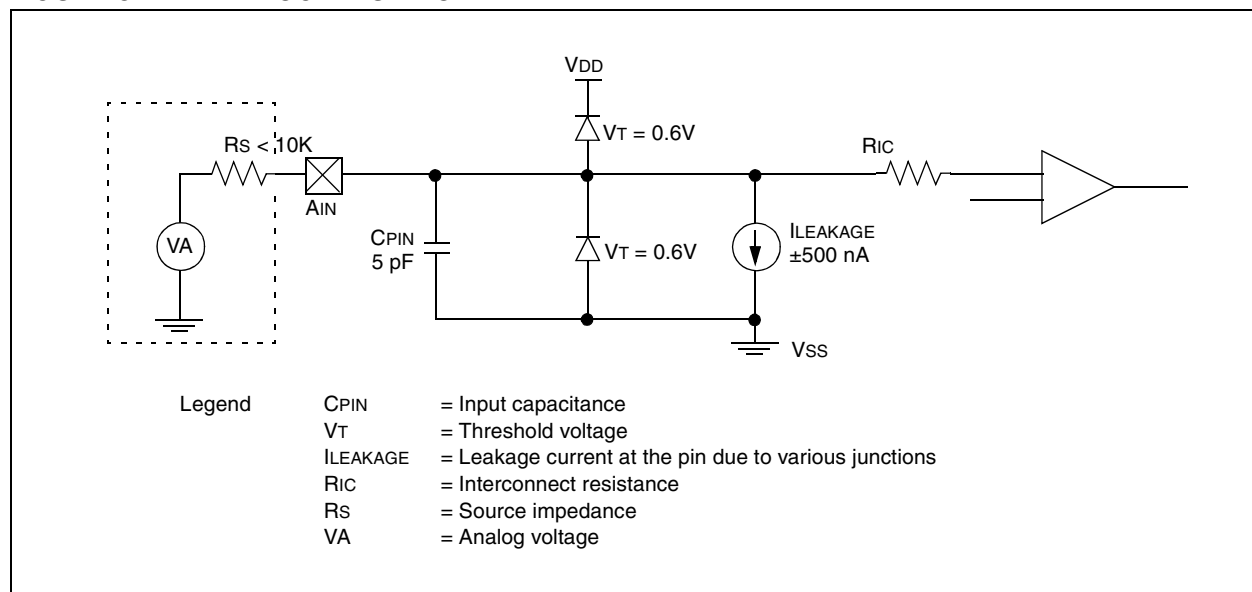 VDD
VT = 0.6V
RS < 10K
RIC
AIN
CPIN
5 pF
VA
VT = 0.6V
ILEAKAGE
±500 nA
VSS
Legend
CPIN = Input capacitance
VT = Threshold voltage
ILEAKAGE = Leakage current at the pin due to various junctions
RIC = Interconnect resistance
RS = Source impedance
VA = Analog voltage